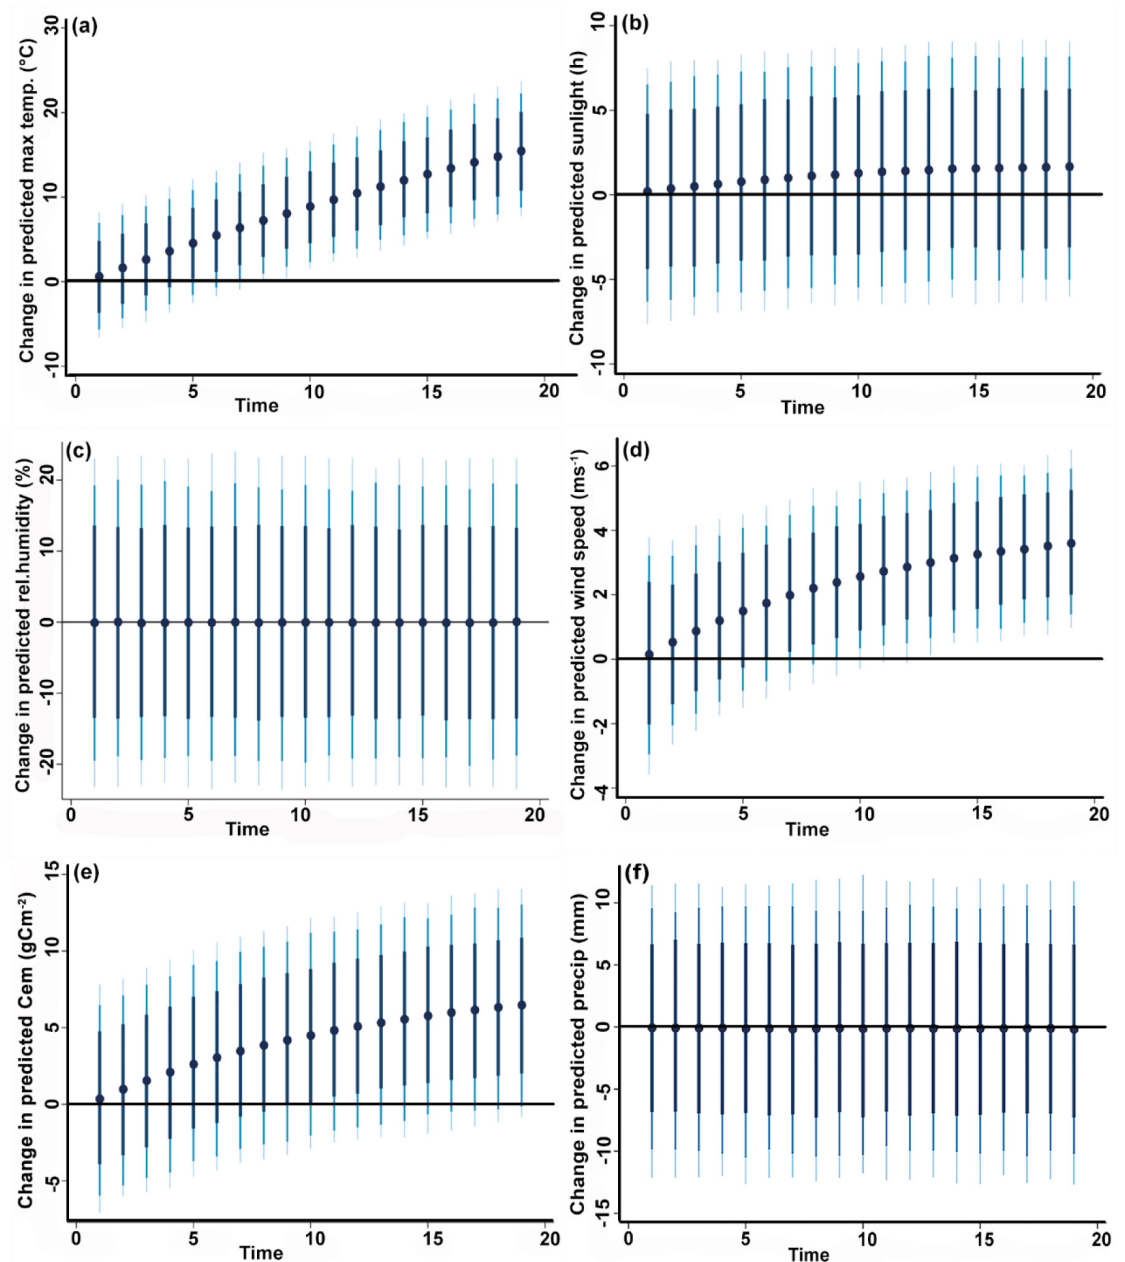 (a)
Change in predicted max temp. (°C)
30
20
10
0
-10
0 5 10 15 20
Time
(b)
Change in predicted sunlight (h)
10
5
0
-5
-10
0 5 10 15 20
Time
(c)
Change in predicted rel.humidity (%)
20
10
0
-10
-20
0 5 10 15 20
Time
(d)
Change in predicted wind speed (ms⁻¹)
6
4
2
0
-2
-4
0 5 10 15 20
Time
(e)
Change in predicted Cem (gCm⁻²)
15
10
5
0
-5
0 5 10 15 20
Time
(f)
Change in predicted precip (mm)
10
5
0
-5
-10
-15
0 5 10 15 20
Time